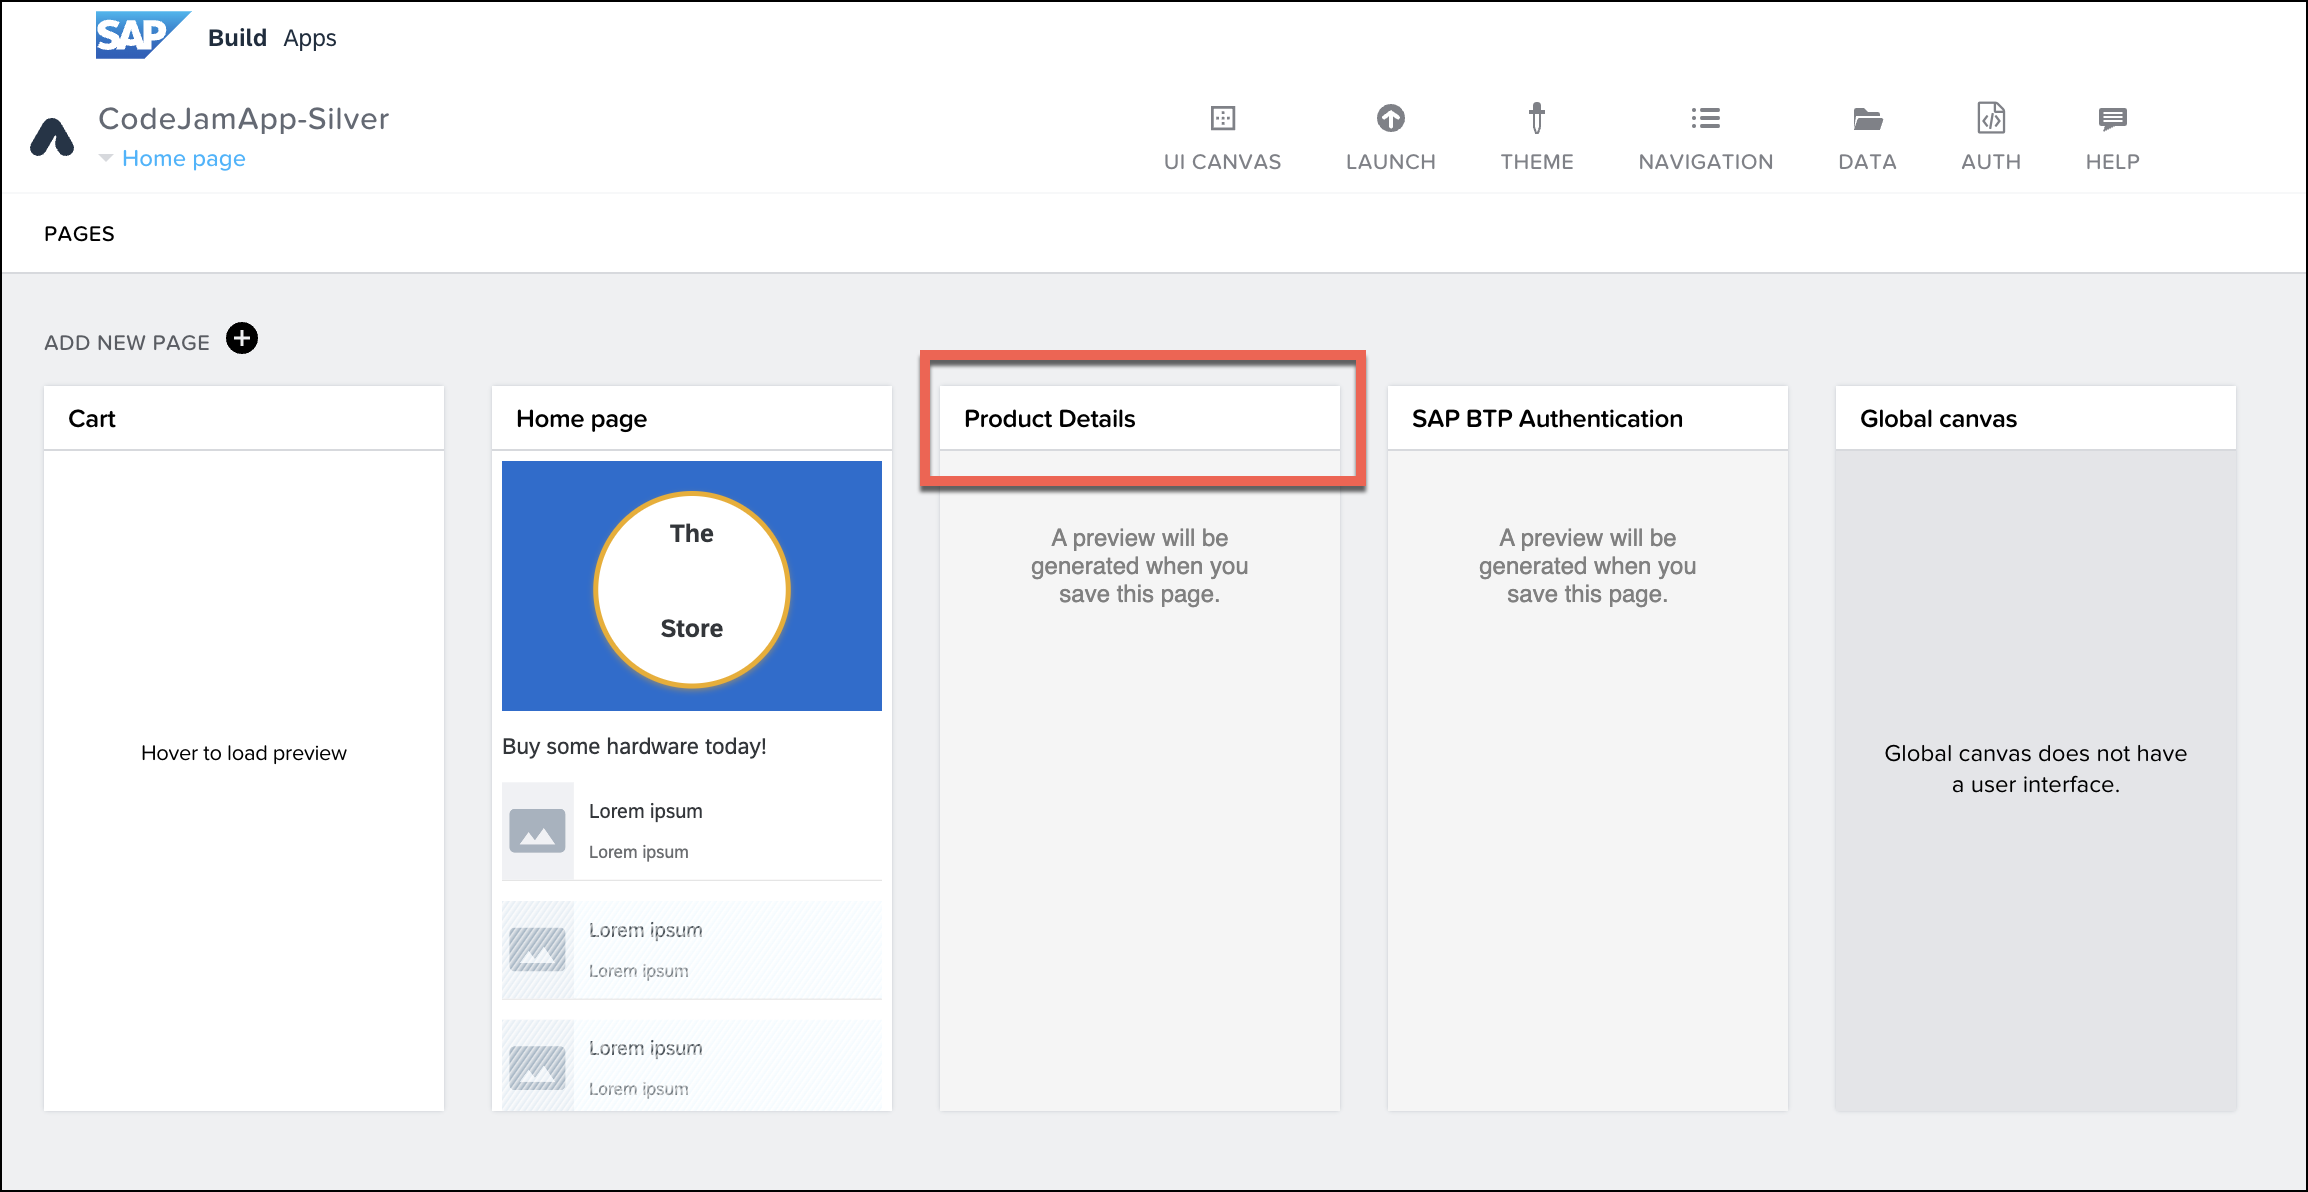 SAP Build Apps
CodeJamApp-Silver
Home page
UI CANVAS
LAUNCH
THEME
NAVIGATION
DATA
AUTH
HELP
PAGES
ADD NEW PAGE
Cart
Hover to load preview
Home page
The
Store
Buy some hardware today!
Lorem ipsum
Lorem ipsum
Lorem ipsum
Lorem ipsum
Lorem ipsum
Lorem ipsum
Product Details
A preview will be
generated when you
save this page.
SAP BTP Authentication
A preview will be
generated when you
save this page.
Global canvas
Global canvas does not have
a user interface.